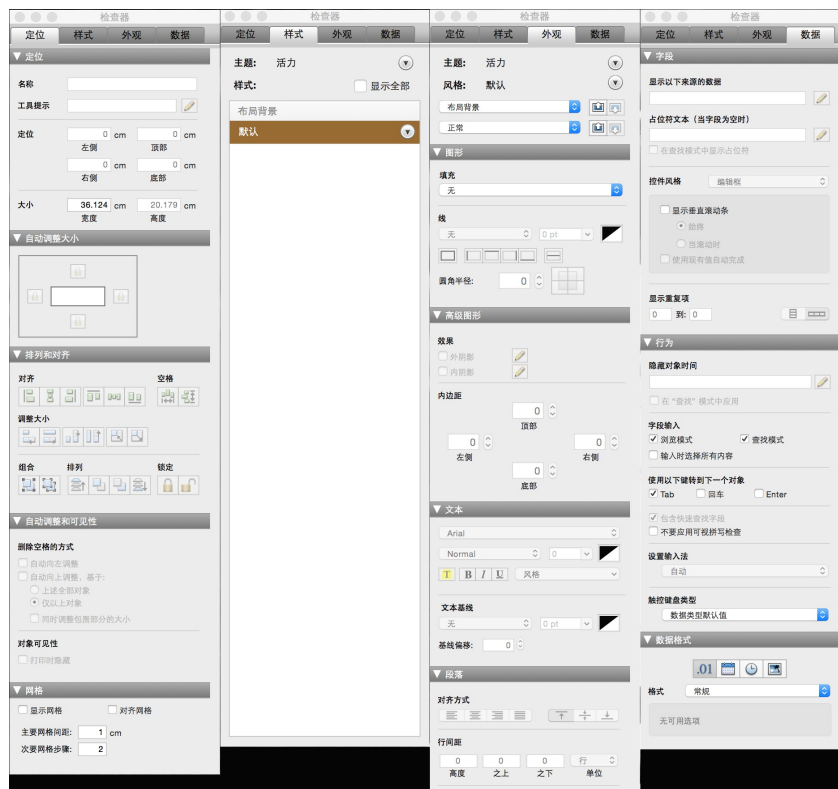 检查器
定位 样式 外观 数据
定位
名称
工具提示
定位 0 cm 0 cm
左侧 顶部
0 cm 0 cm
右侧 底部
大小 36.124 cm 20.179 cm
宽度 高度
自动调整大小
排列和对齐
对齐 空格
调整大小
组合 排列 锁定
自动调整和可见性
删除空格的方式
自动向左调整
自动向上调整，基于：
上述全部对象
仅以上对象
同时调整包围部分的大小
对象可见性
打印时隐藏
网格
显示网格 对齐网格
主要网格间距: 1 cm
次要网格步骤: 2
检查器
定位 样式 外观 数据
主题: 活力
样式: 显示全部
布局背景
默认
检查器
定位 样式 外观 数据
主题: 活力
风格: 默认
布局背景
正常
图形
填充
无
线
无 0 pt
圆角半径: 0
高级图形
效果
外阴影
内阴影
内边距
0
顶部
0 0
左侧 右侧
0
底部
文本
Arial
Normal 0
T B I U 风格
文本基线
无 0 pt
基线偏移: 0
段落
对齐方式
行间距
0 0 0 行
高度 之上 之下 单位
检查器
定位 样式 外观 数据
字段
显示以下来源的数据
占位符文本（当字段为空时）
在查找模式中显示占位符
控件风格 编辑框
显示垂直滚动条
始终
当滚动时
使用现有值自动完成
显示重复项
0 到: 0
行为
隐藏对象时间
在“查找”模式中应用
字段输入
浏览模式 查找模式
输入时选择所有内容
使用以下键转到下一个对象
Tab 回车 Enter
包含快速查找字段
不要应用可视拼写检查
设置输入法
自动
触控键盘类型
数据类型默认值
数据格式
.01
格式 常规
无可用选项